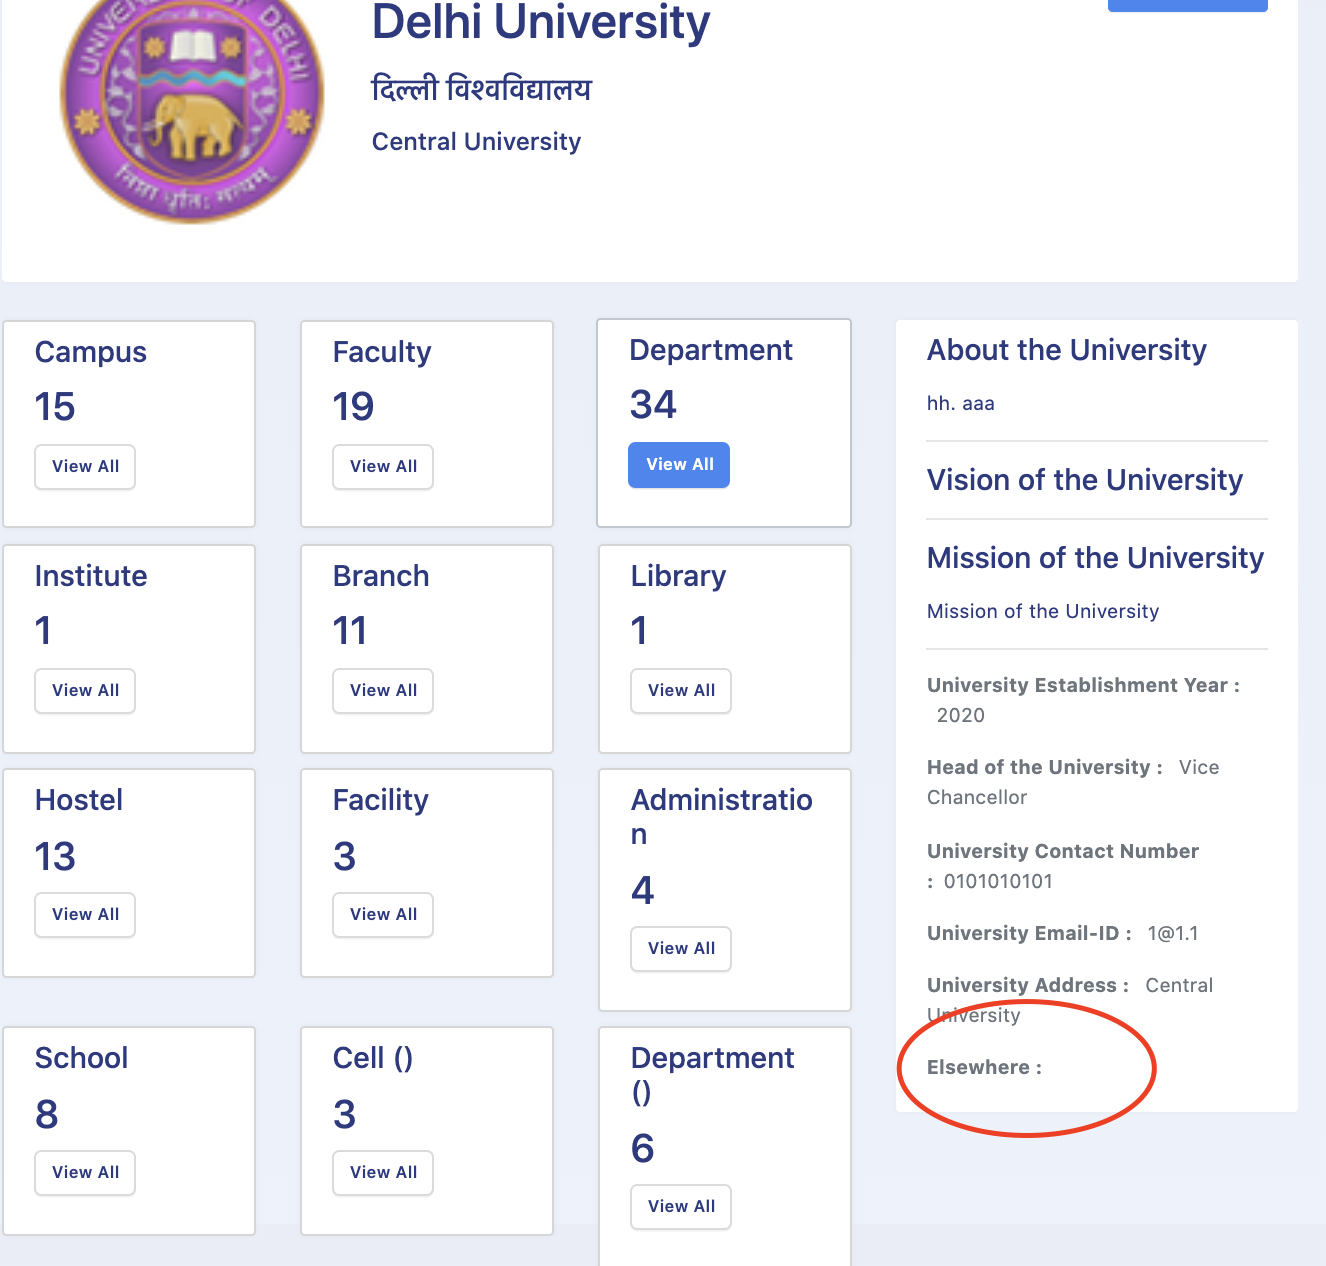 UNIVERSITY OF DELHI
निष्ठा धृति: सत्यम्
Delhi University
दिल्ली विश्वविद्यालय
Central University
Campus
15
View All
Faculty
19
View All
Department
34
View All
Institute
1
View All
Branch
11
View All
Library
1
View All
Hostel
13
View All
Facility
3
View All
Administratio
n
4
View All
School
8
View All
Cell ()
3
View All
Department
()
6
View All
About the University
hh. aaa
Vision of the University
Mission of the University
Mission of the University
University Establishment Year :
2020
Head of the University : Vice
Chancellor
University Contact Number
: 0101010101
University Email-ID : 1@1.1
University Address : Central
University
Elsewhere :